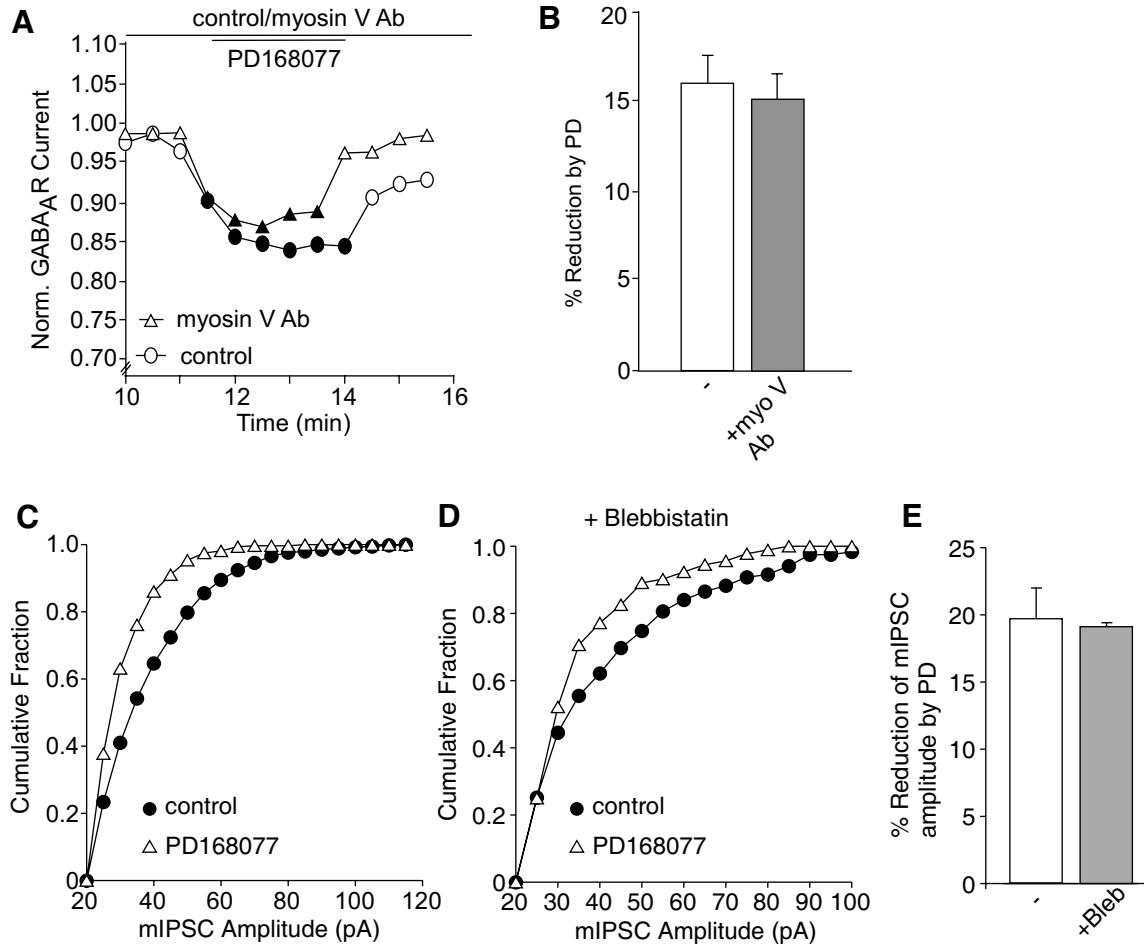 A
control/myosin V Ab
PD168077
1.10
1.05
1.00
0.95
0.90
0.85
0.80
0.75
0.70
Norm. GABAAR Current
myosin V Ab
control
10 12 14 16
Time (min)
B
20
15
10
5
0
% Reduction by PD
-
+myo V
Ab
C
1.0
0.8
0.6
0.4
0.2
0
Cumulative Fraction
control
PD168077
20 40 60 80 100 120
mIPSC Amplitude (pA)
D
+ Blebbistatin
1.0
0.8
0.6
0.4
0.2
0
Cumulative Fraction
control
PD168077
20 30 40 50 60 70 80 90 100
mIPSC Amplitude (pA)
E
25
20
15
10
5
0
% Reduction of mIPSC
amplitude by PD
-
+Bleb